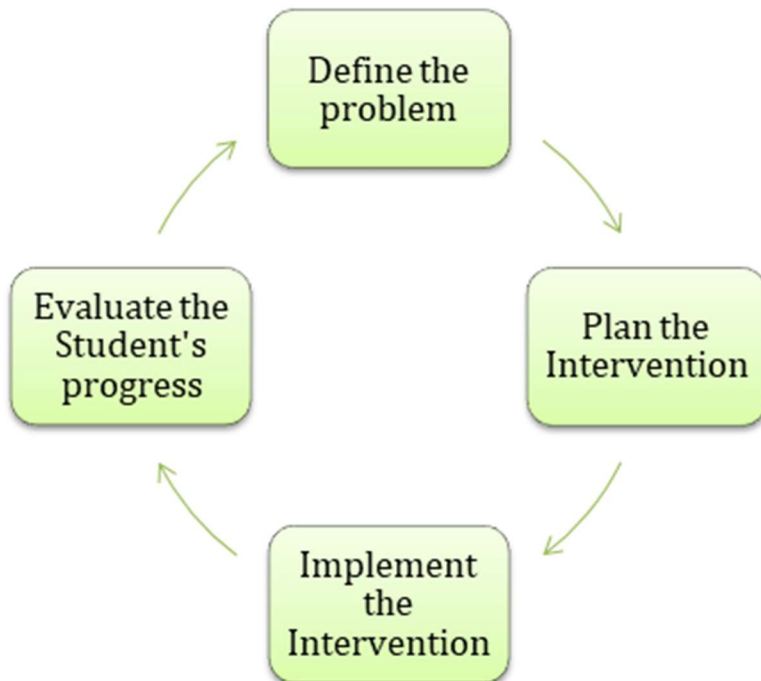 Define the
problem
Plan the
Intervention
Implement
the
Intervention
Evaluate the
Student's
progress